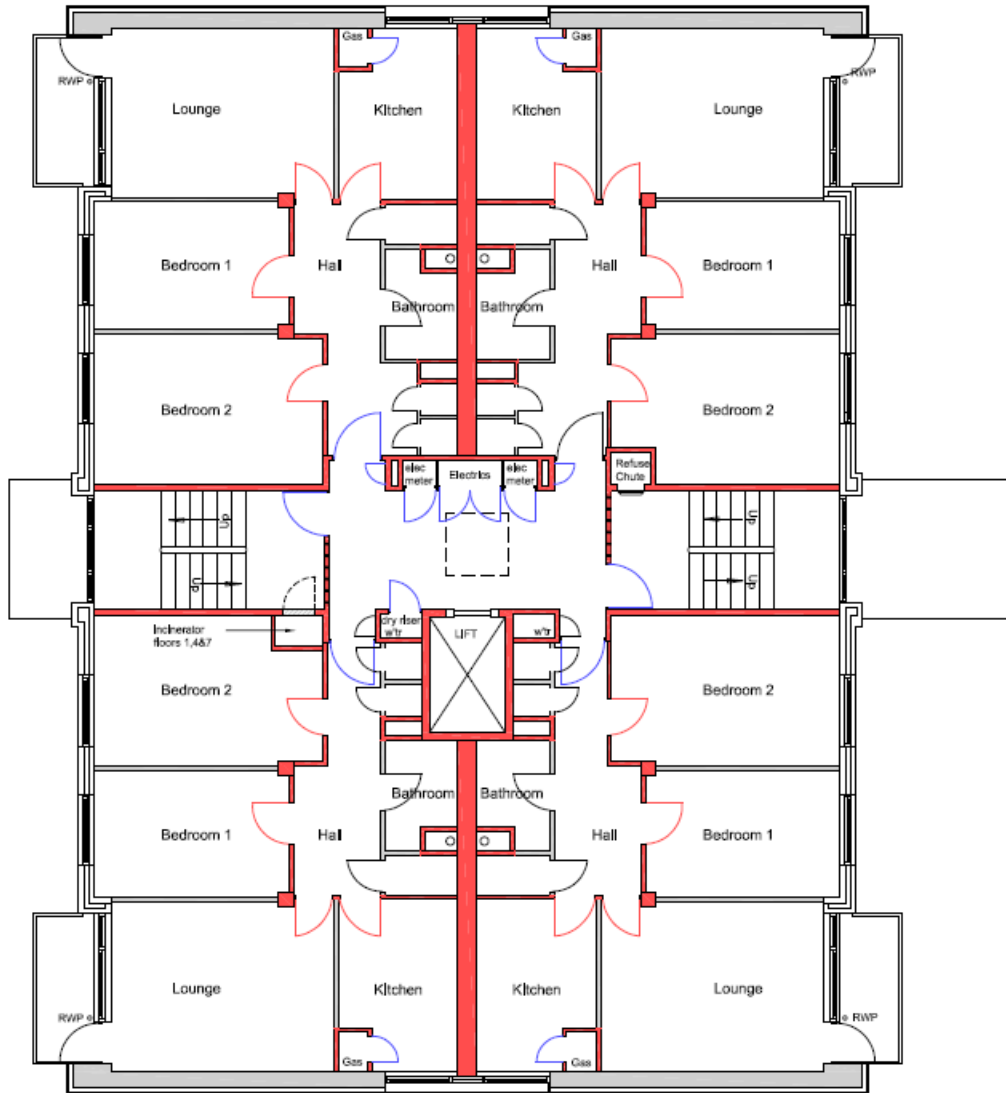 Gas
Gas
RWP
Lounge
Kitchen
Kitchen
Lounge
RWP
Bedroom 1
Hall
Hall
Bedroom 1
Bathroom
Bathroom
Bedroom 2
Bedroom 2
elec
meter
Electrics
elec
meter
Refuse
Chute
Up
Up
Up
Up
Incinerator
floors 1,4&7
dry riser
w'tr
LIFT
w'tr
Bedroom 2
Bedroom 2
Bathroom
Bathroom
Bedroom 1
Hall
Hall
Bedroom 1
Lounge
Kitchen
Kitchen
Lounge
RWP
RWP
Gas
Gas